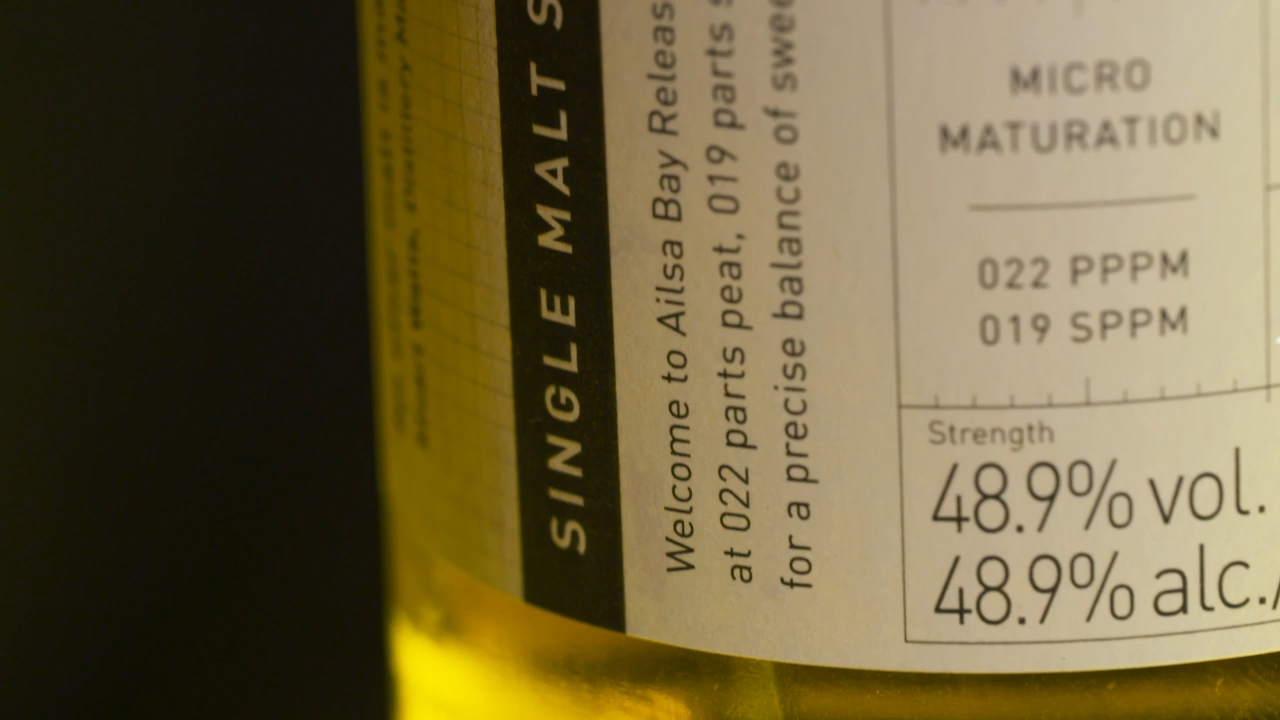 SINGLE MALT S
Welcome to Ailsa Bay Releas
at 022 parts peat, 019 parts s
for a precise balance of swee
MICRO
MATURATION
022 PPPM
019 SPPM
Strength
48.9% vol.
48.9% alc./